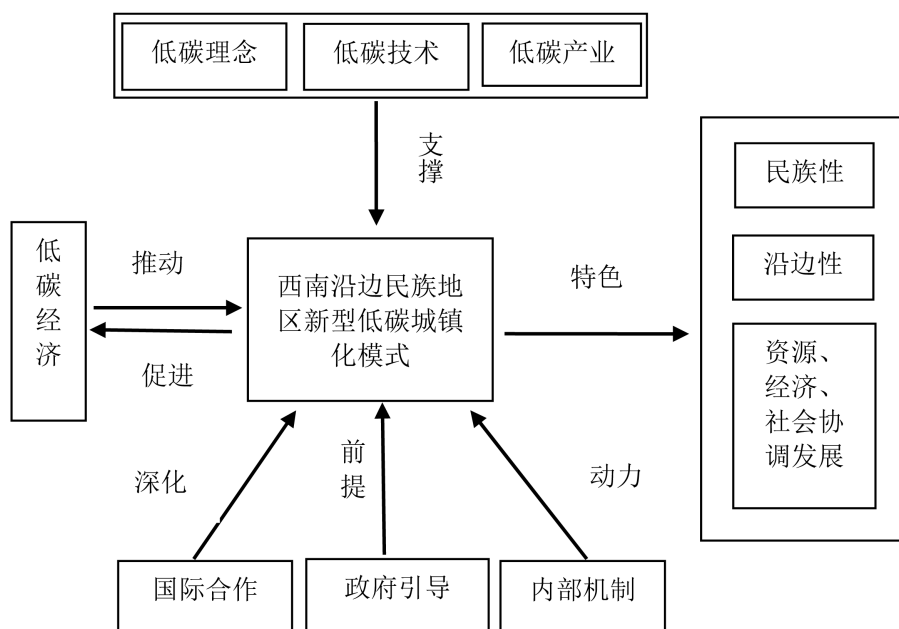 低碳理念
低碳技术
低碳产业
支
撑
低
碳
经
济
推动
促进
西南沿边民族地
区新型低碳城镇
化模式
特色
民族性
沿边性
资源、
经济、
社会协
调发展
深化
前
提
动力
国际合作
政府引导
内部机制